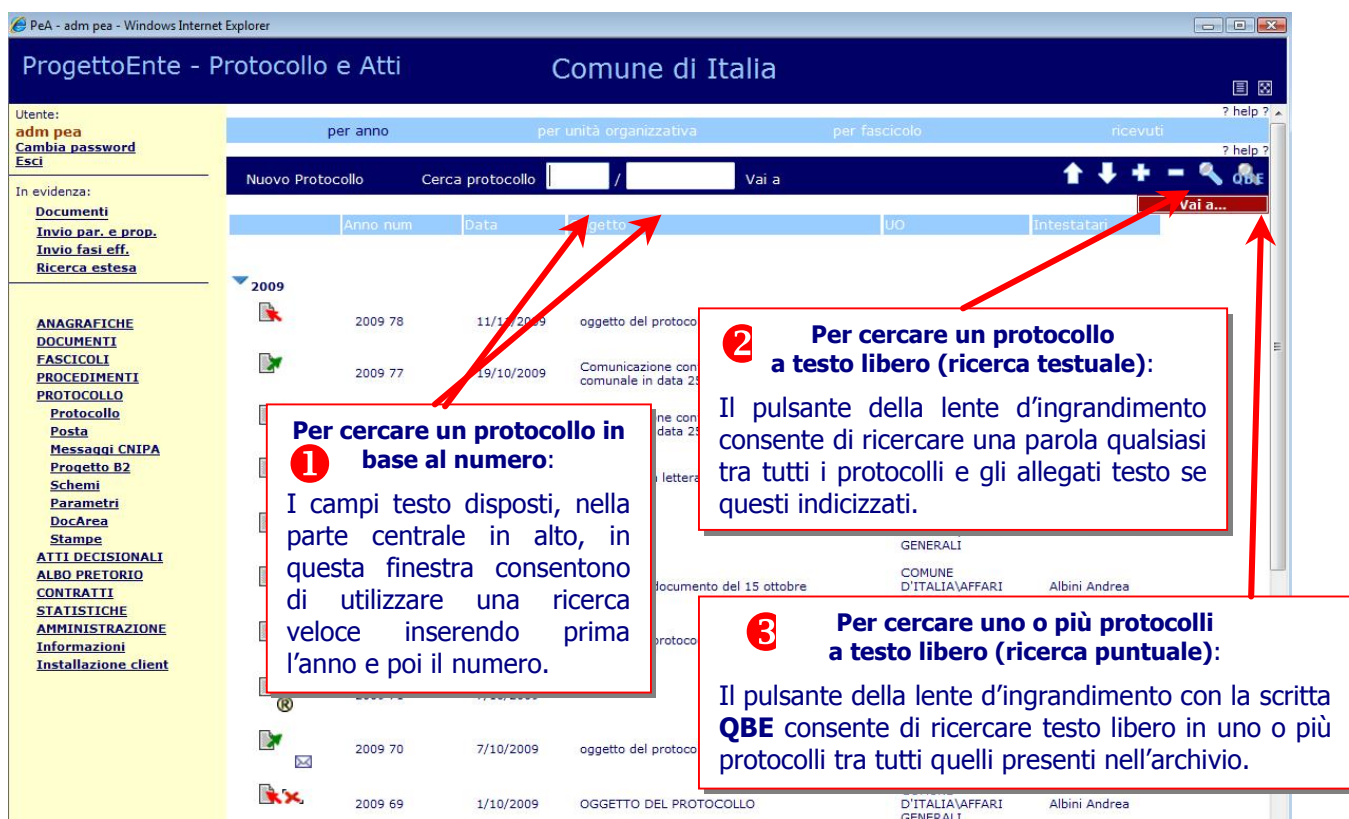 PeA - adm pea - Windows Internet Explorer
ProgettoEnte - Protocollo e Atti
Comune di Italia
Utente:
adm pea
Cambia password
Esci
In evidenza:
Documenti
Invio par. e prop.
Invio fasi eff.
Ricerca estesa
ANAGRAFICHE
DOCUMENTI
FASCICOLI
PROCEDIMENTI
PROTOCOLLO
Protocollo
Posta
Messaggi CNIPA
Progetto B2
Schemi
Parametri
DocArea
Stampe
ATTI DECISIONALI
ALBO PRETORIO
CONTRATTI
STATISTICHE
AMMINISTRAZIONE
Informazioni
Installazione client
? help ?
per anno per unità organizzativa per fascicolo ricevuti
? help ?
Nuovo Protocollo Cerca protocollo / Vai a QBE
Vai a...
Anno num Data UO Intestatari
2009
2009 78 oggetto del protoco
2009 77 19/10/2009 Comunicazione con
comunale in data 25
lettera
GENERALI
documento del 15 ottobre COMUNE
D'ITALIA\AFFARI Albini Andrea
protoco
®
2009 70 7/10/2009 oggetto del protoco
2009 69 1/10/2009 OGGETTO DEL PROTOCOLLO D'ITALIA\AFFARI Albini Andrea
GENERALI
1 Per cercare un protocollo in
base al numero:
I campi testo disposti, nella
parte centrale in alto, in
questa finestra consentono
di utilizzare una ricerca
veloce inserendo prima
l’anno e poi il numero.
2 Per cercare un protocollo
a testo libero (ricerca testuale):
Il pulsante della lente d’ingrandimento
consente di ricercare una parola qualsiasi
tra tutti i protocolli e gli allegati testo se
questi indicizzati.
3 Per cercare uno o più protocolli
a testo libero (ricerca puntuale):
Il pulsante della lente d’ingrandimento con la scritta
QBE consente di ricercare testo libero in uno o più
protocolli tra tutti quelli presenti nell’archivio.